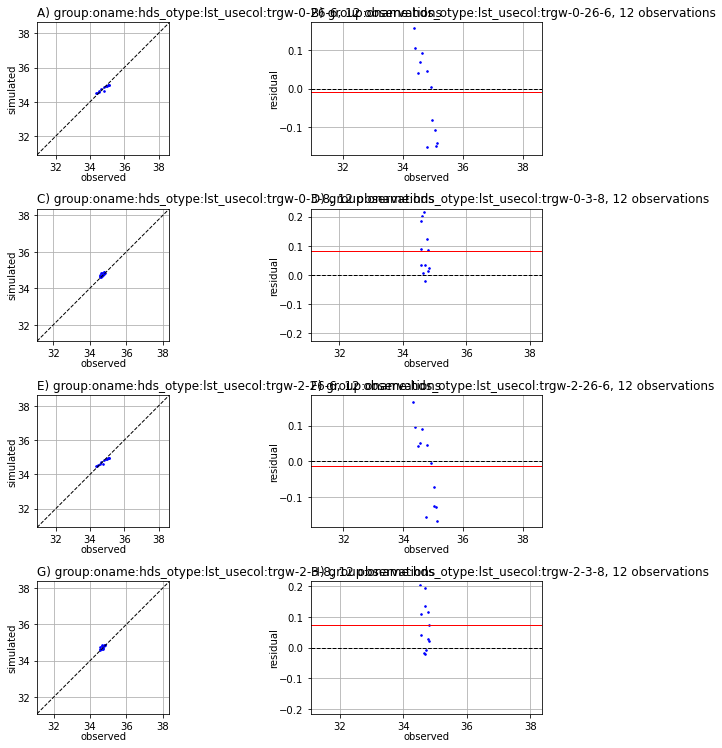 A) group:oname:hds_otype:lst_usecol:trgw-0-26-6, 12 observations
B) group:oname:hds_otype:lst_usecol:trgw-0-26-6, 12 observations
simulated
38
36
34
32
32
34
36
38
observed
residual
0.1
0.0
−0.1
32
34
36
38
observed
C) group:oname:hds_otype:lst_usecol:trgw-0-3-8, 12 observations
D) group:oname:hds_otype:lst_usecol:trgw-0-3-8, 12 observations
simulated
38
36
34
32
32
34
36
38
observed
residual
0.2
0.1
0.0
−0.1
−0.2
32
34
36
38
observed
E) group:oname:hds_otype:lst_usecol:trgw-2-26-6, 12 observations
F) group:oname:hds_otype:lst_usecol:trgw-2-26-6, 12 observations
simulated
38
36
34
32
32
34
36
38
observed
residual
0.1
0.0
−0.1
32
34
36
38
observed
G) group:oname:hds_otype:lst_usecol:trgw-2-3-8, 12 observations
H) group:oname:hds_otype:lst_usecol:trgw-2-3-8, 12 observations
simulated
38
36
34
32
32
34
36
38
observed
residual
0.2
0.1
0.0
−0.1
−0.2
32
34
36
38
observed